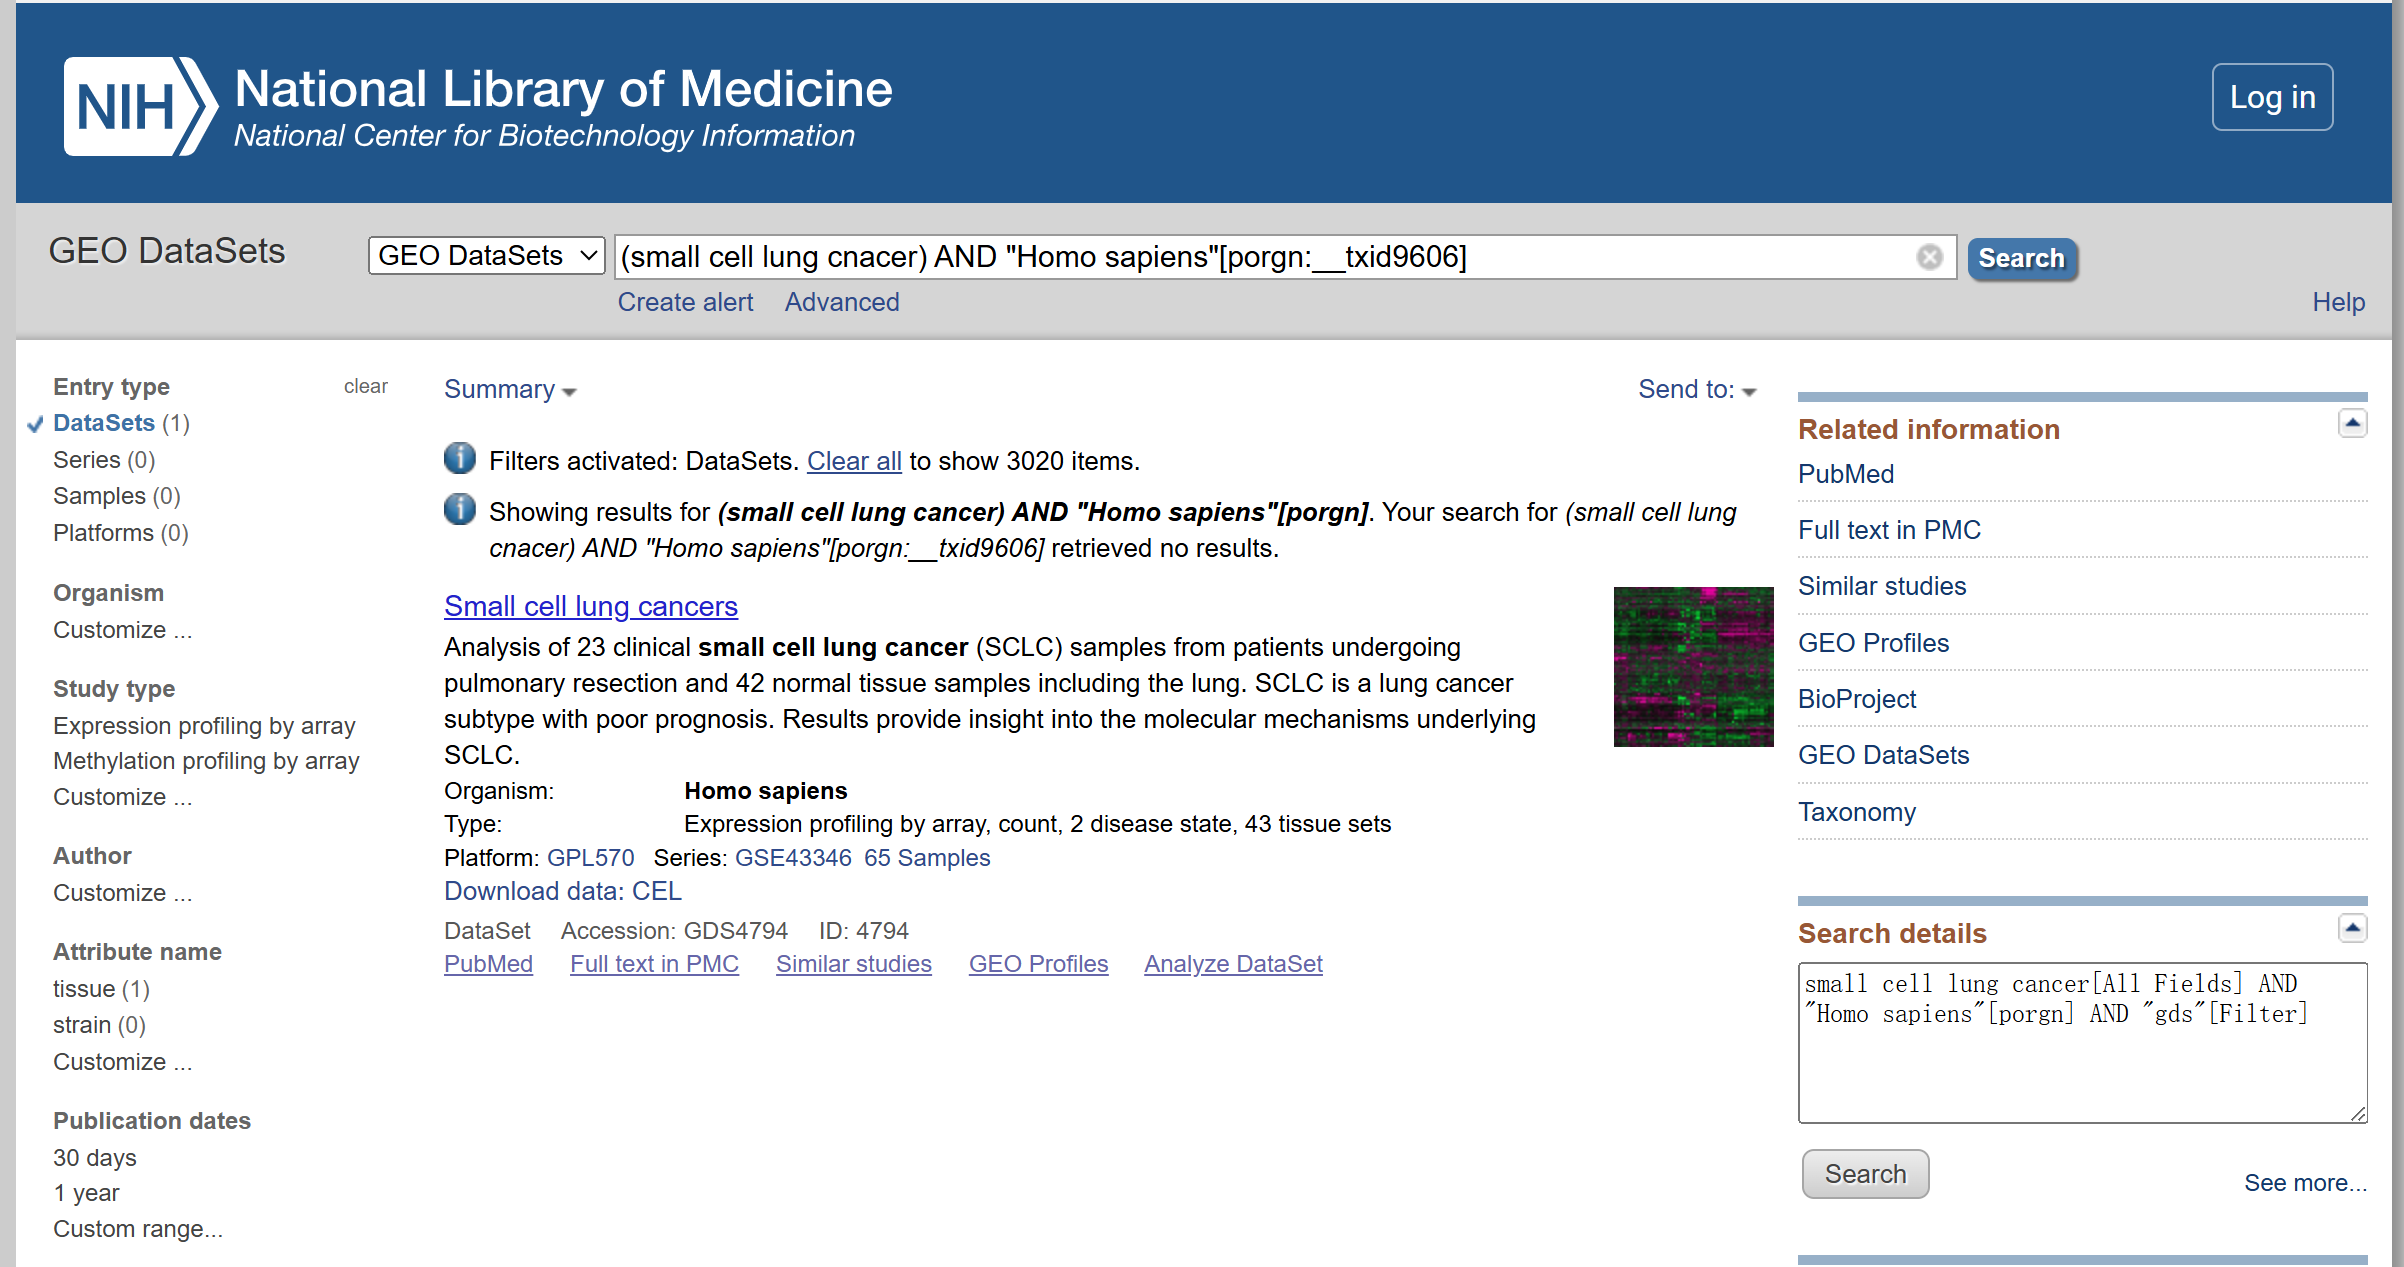 NIH National Library of Medicine
National Center for Biotechnology Information
Log in
GEO DataSets
GEO DataSets
(small cell lung cnacer) AND "Homo sapiens"[porgn:__txid9606]
Search
Create alert
Advanced
Help
Entry type
clear
DataSets (1)
Series (0)
Samples (0)
Platforms (0)
Organism
Customize ...
Study type
Expression profiling by array
Methylation profiling by array
Customize ...
Author
Customize ...
Attribute name
tissue (1)
strain (0)
Customize ...
Publication dates
30 days
1 year
Custom range...
Summary
Send to:
Filters activated: DataSets. Clear all to show 3020 items.
Showing results for (small cell lung cancer) AND "Homo sapiens"[porgn]. Your search for (small cell lung
cnacer) AND "Homo sapiens"[porgn:__txid9606] retrieved no results.
Small cell lung cancers
Analysis of 23 clinical small cell lung cancer (SCLC) samples from patients undergoing
pulmonary resection and 42 normal tissue samples including the lung. SCLC is a lung cancer
subtype with poor prognosis. Results provide insight into the molecular mechanisms underlying
SCLC.
Organism: Homo sapiens
Type: Expression profiling by array, count, 2 disease state, 43 tissue sets
Platform: GPL570 Series: GSE43346 65 Samples
Download data: CEL
DataSet Accession: GDS4794 ID: 4794
PubMed Full text in PMC Similar studies GEO Profiles Analyze DataSet
Related information
PubMed
Full text in PMC
Similar studies
GEO Profiles
BioProject
GEO DataSets
Taxonomy
Search details
small cell lung cancer[All Fields] AND
"Homo sapiens"[porgn] AND "gds"[Filter]
Search
See more...